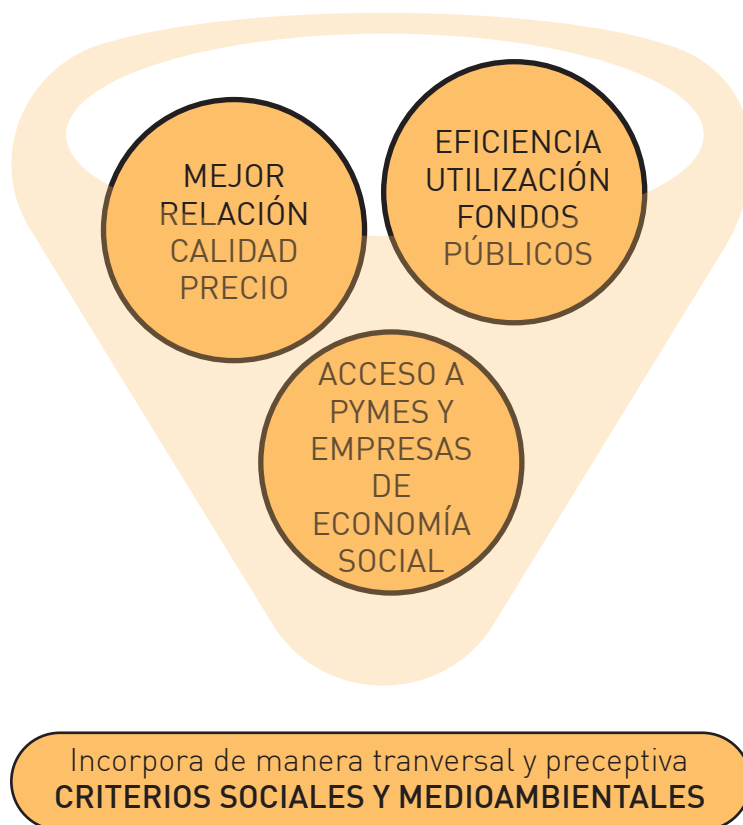 MEJOR
RELACIÓN
CALIDAD
PRECIO
EFICIENCIA
UTILIZACIÓN
FONDOS
PÚBLICOS
ACCESO A
PYMES Y
EMPRESAS
DE
ECONOMÍA
SOCIAL
Incorpora de manera tranversal y preceptiva
CRITERIOS SOCIALES Y MEDIOAMBIENTALES